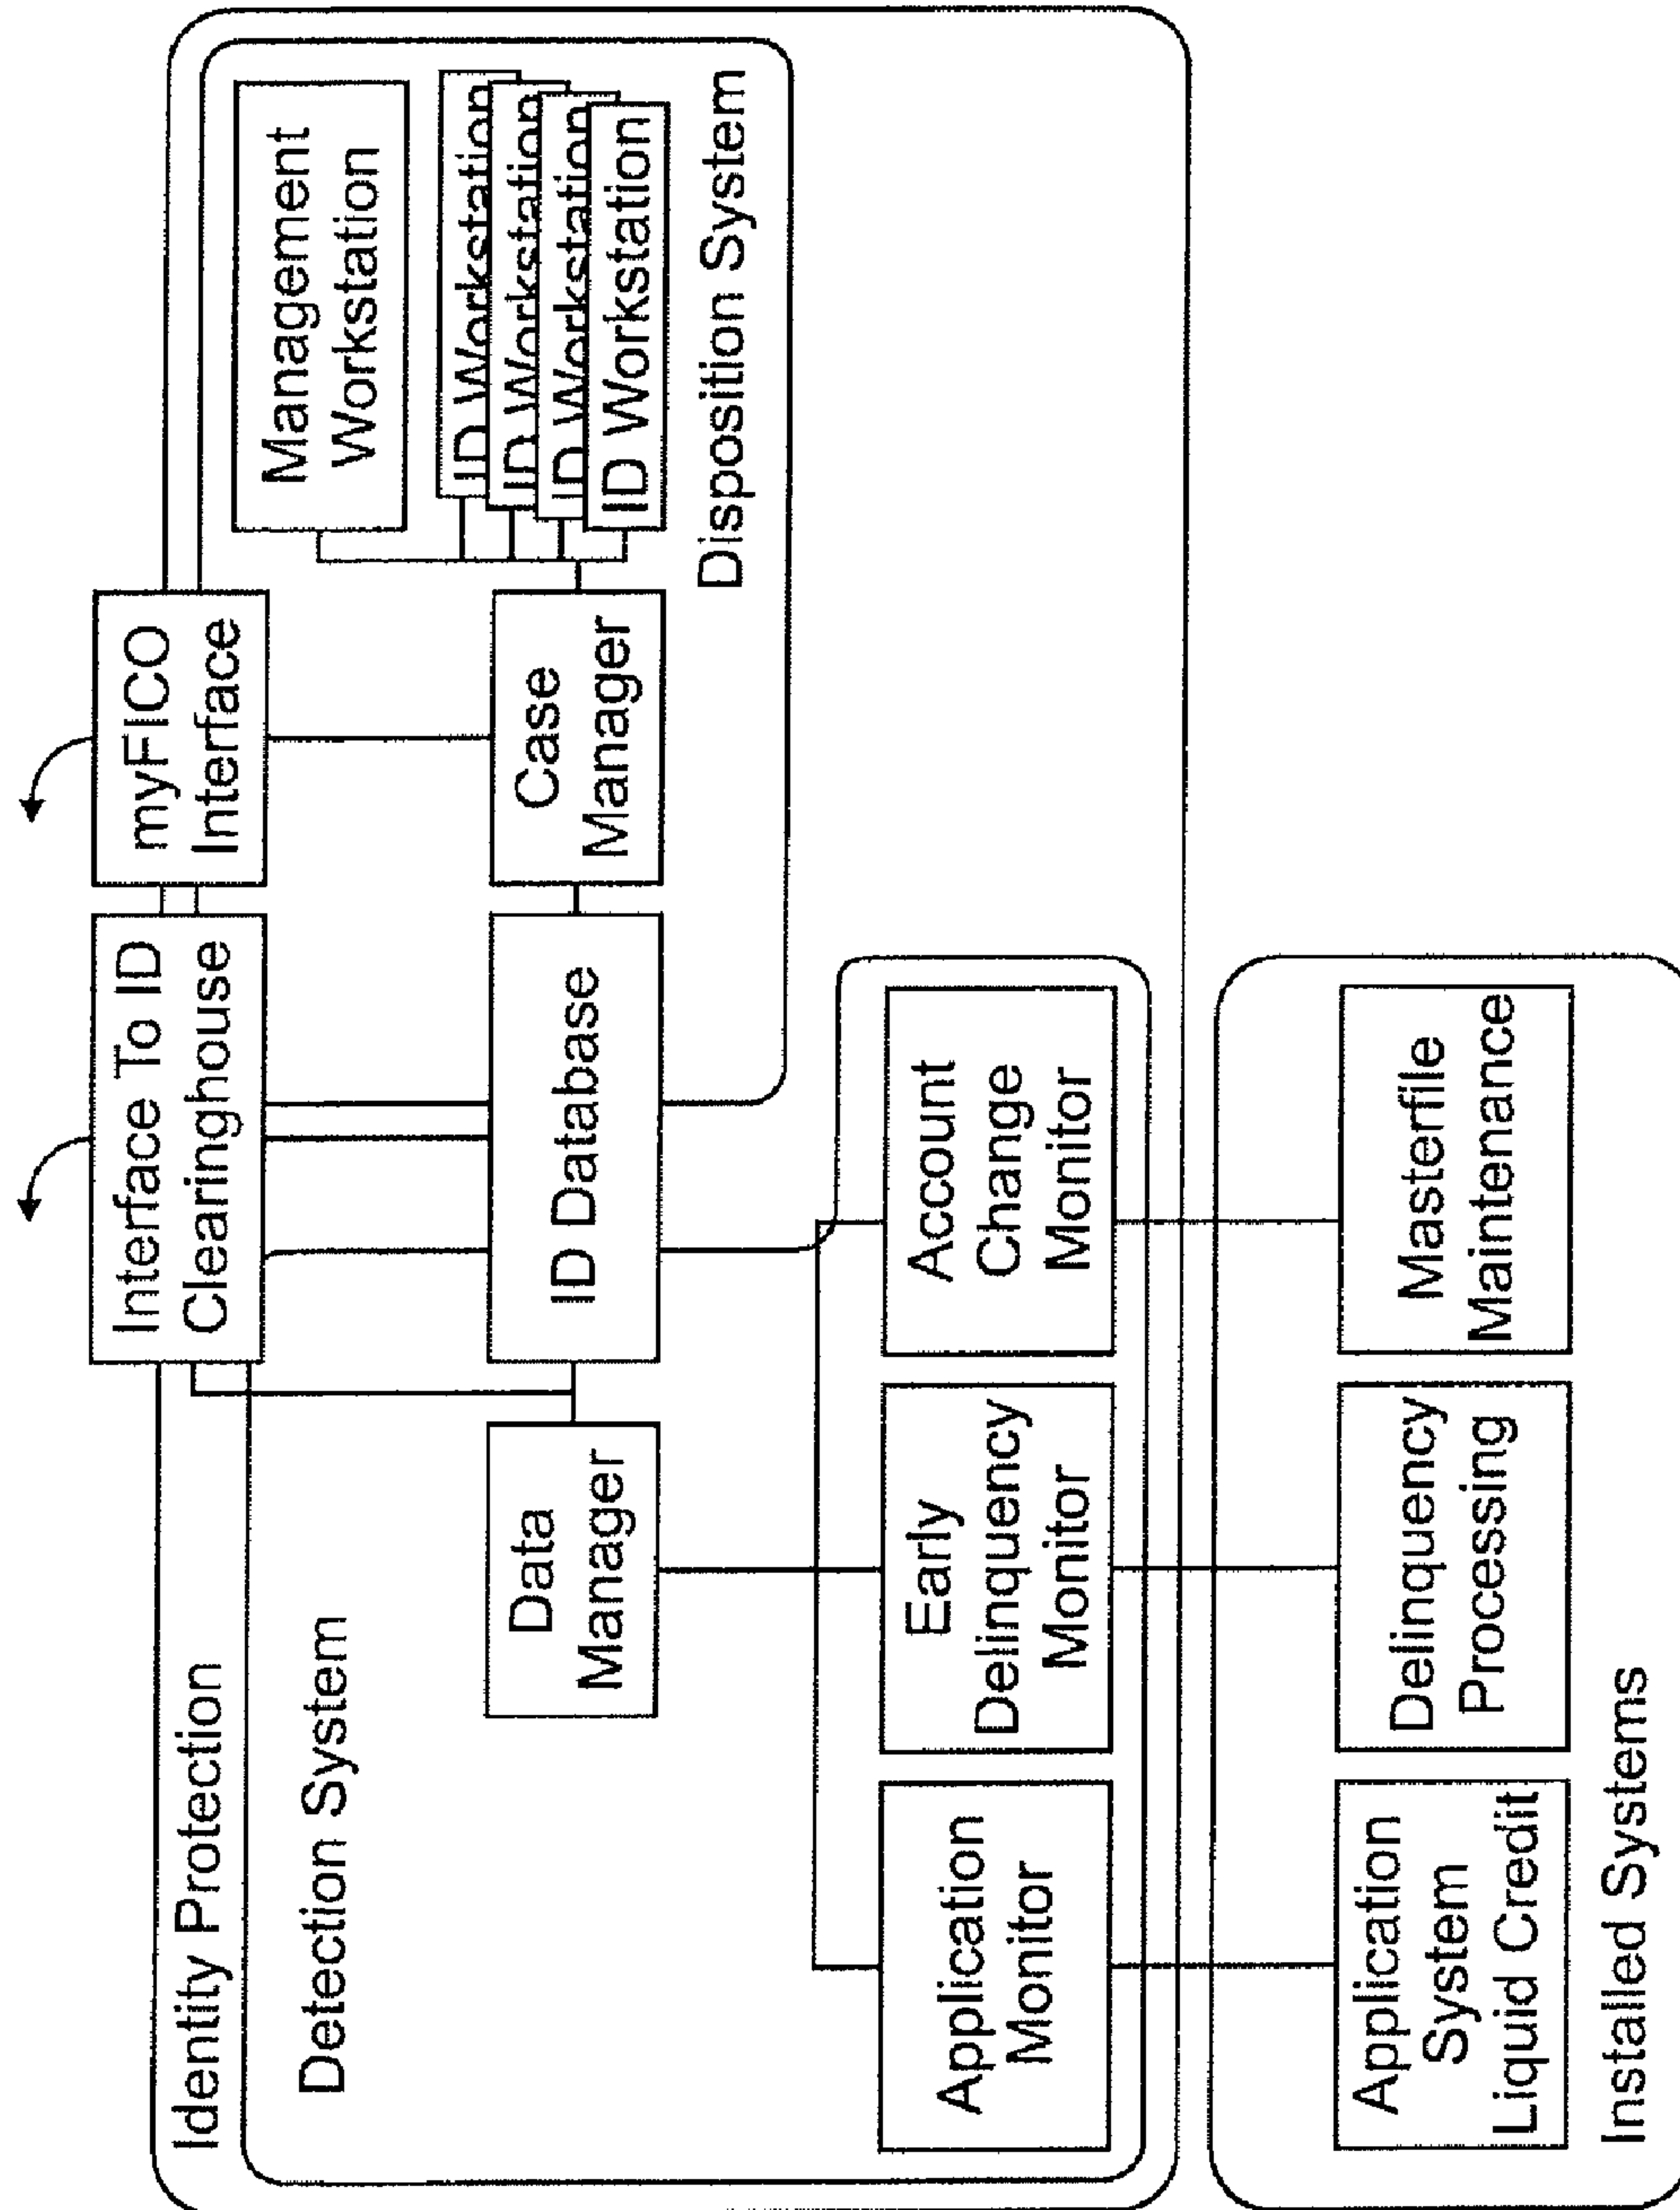 Identity Protection
Interface To ID
Clearinghouse
myFICO
Interface
Management
Workstation
Detection System
Data
Manager
ID Database
Case
Manager
ID Workstation
ID Workstation
ID Workstation
ID Workstation
Disposition System
Application
Monitor
Early
Delinquency
Monitor
Account
Change
Monitor
Application
System
Liquid Credit
Delinquency
Processing
Masterfile
Maintenance
Installed Systems